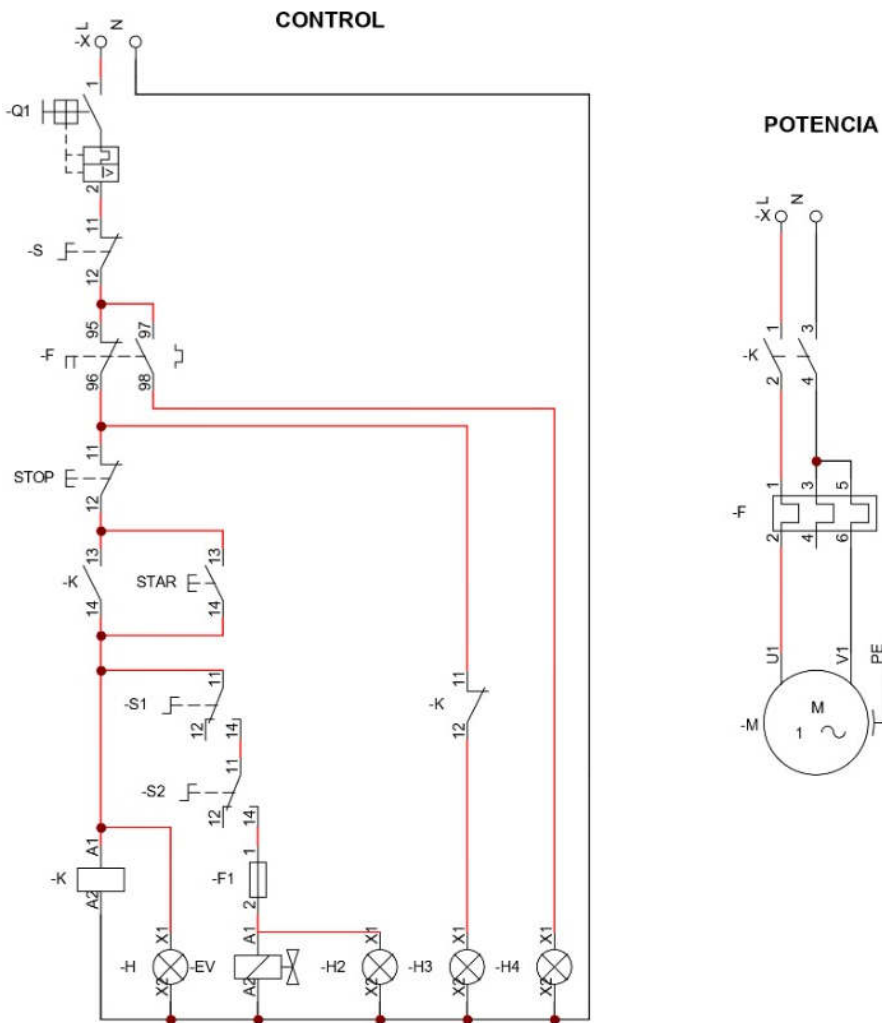 CONTROL
-X
L
N
1
-Q1
I>
2
11
-S
12
95
97
-F
96
98
11
STOP
12
13
13
-K
STAR
14
14
11
11
-S1
-K
12
14
12
11
-S2
12
14
A1
1
-K
-F1
A2
2
X1
A1
X1
X1
X1
-H
-EV
-H2
-H3
-H4
X2
A2
X2
X2
X2
POTENCIA
-X
L
N
1
3
-K
2
4
1
3
5
-F
2
4
6
U1
V1
PE
-M
M
1